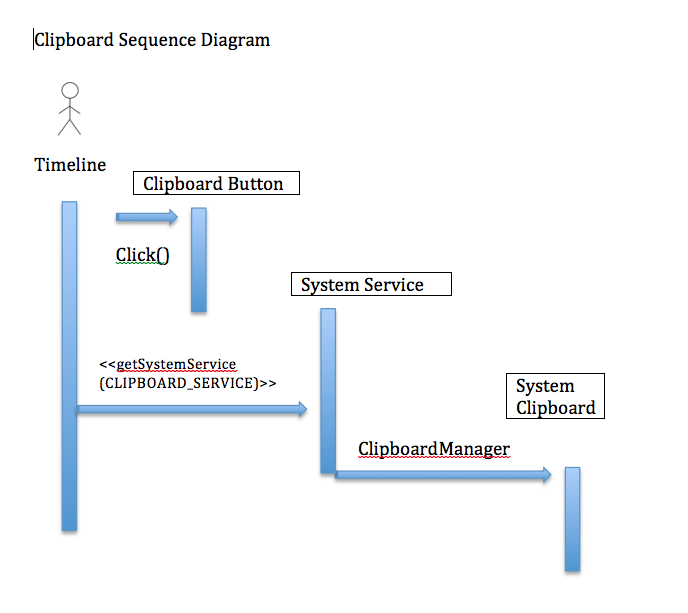 Clipboard Sequence Diagram
Timeline
Clipboard Button
Click()
System Service
<<getSystemService
(CLIPBOARD_SERVICE)>>
System
Clipboard
ClipboardManager